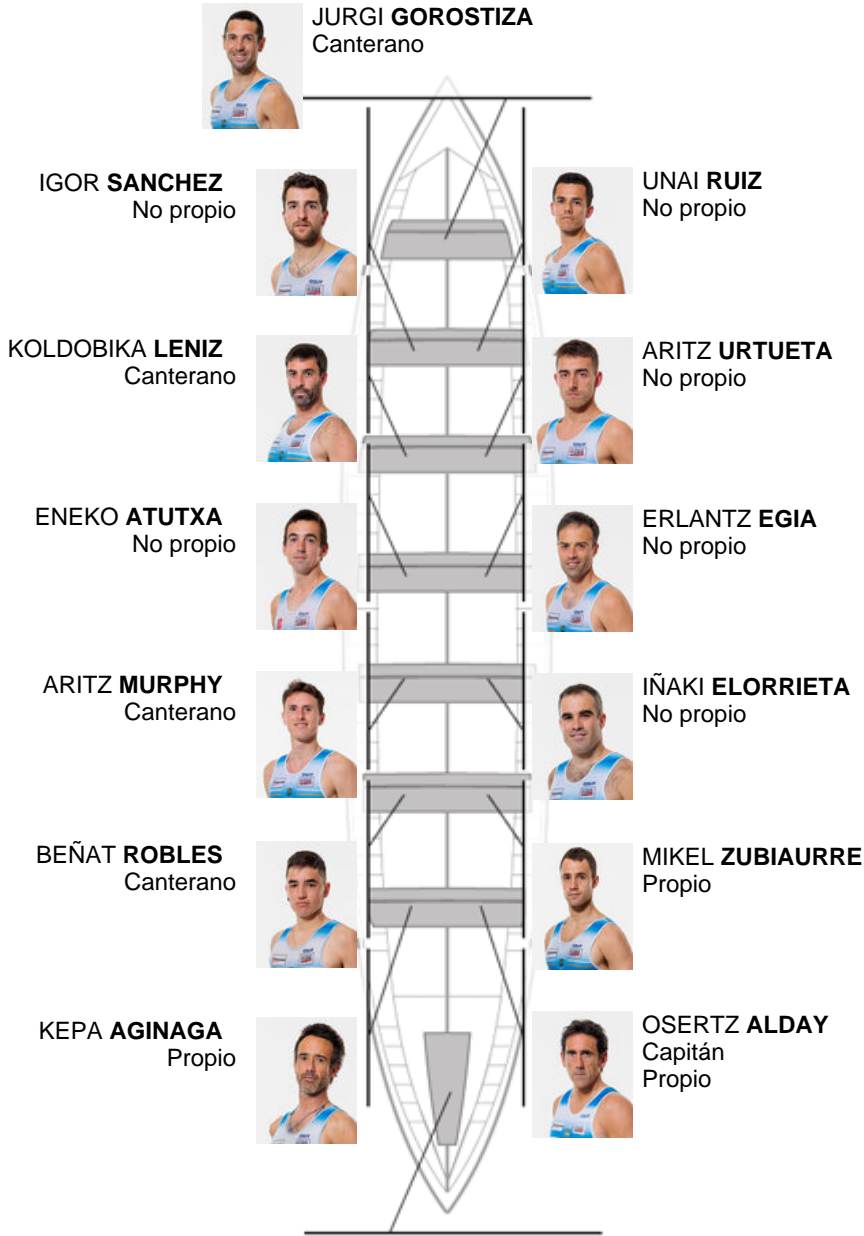 JURGI GOROSTIZA
Canterano
IGOR SANCHEZ
No propio
UNAI RUIZ
No propio
KOLDOBIKA LENIZ
Canterano
ARITZ URTUETA
No propio
ENEKO ATUTXA
No propio
ERLANTZ EGIA
No propio
ARITZ MURPHY
Canterano
IÑAKI ELORRIETA
No propio
BEÑAT ROBLES
Canterano
MIKEL ZUBIAURRE
Propio
KEPA AGINAGA
Propio
OSERTZ ALDAY
Capitán
Propio